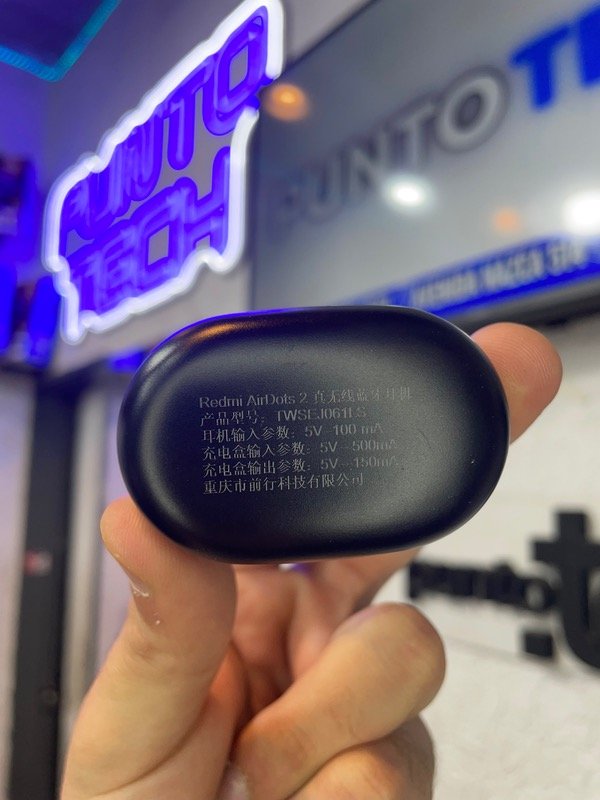 PUNTO
TECH
PUNTO TE
Redmi AirDots 2 真无线蓝牙耳机
产品型号：TWSEJ061LS
耳机输入参数：5V⎓100 mA
充电盒输入参数：5V⎓500mA
充电盒输出参数：5V⎓150mA
重庆市前行科技有限公司
punto